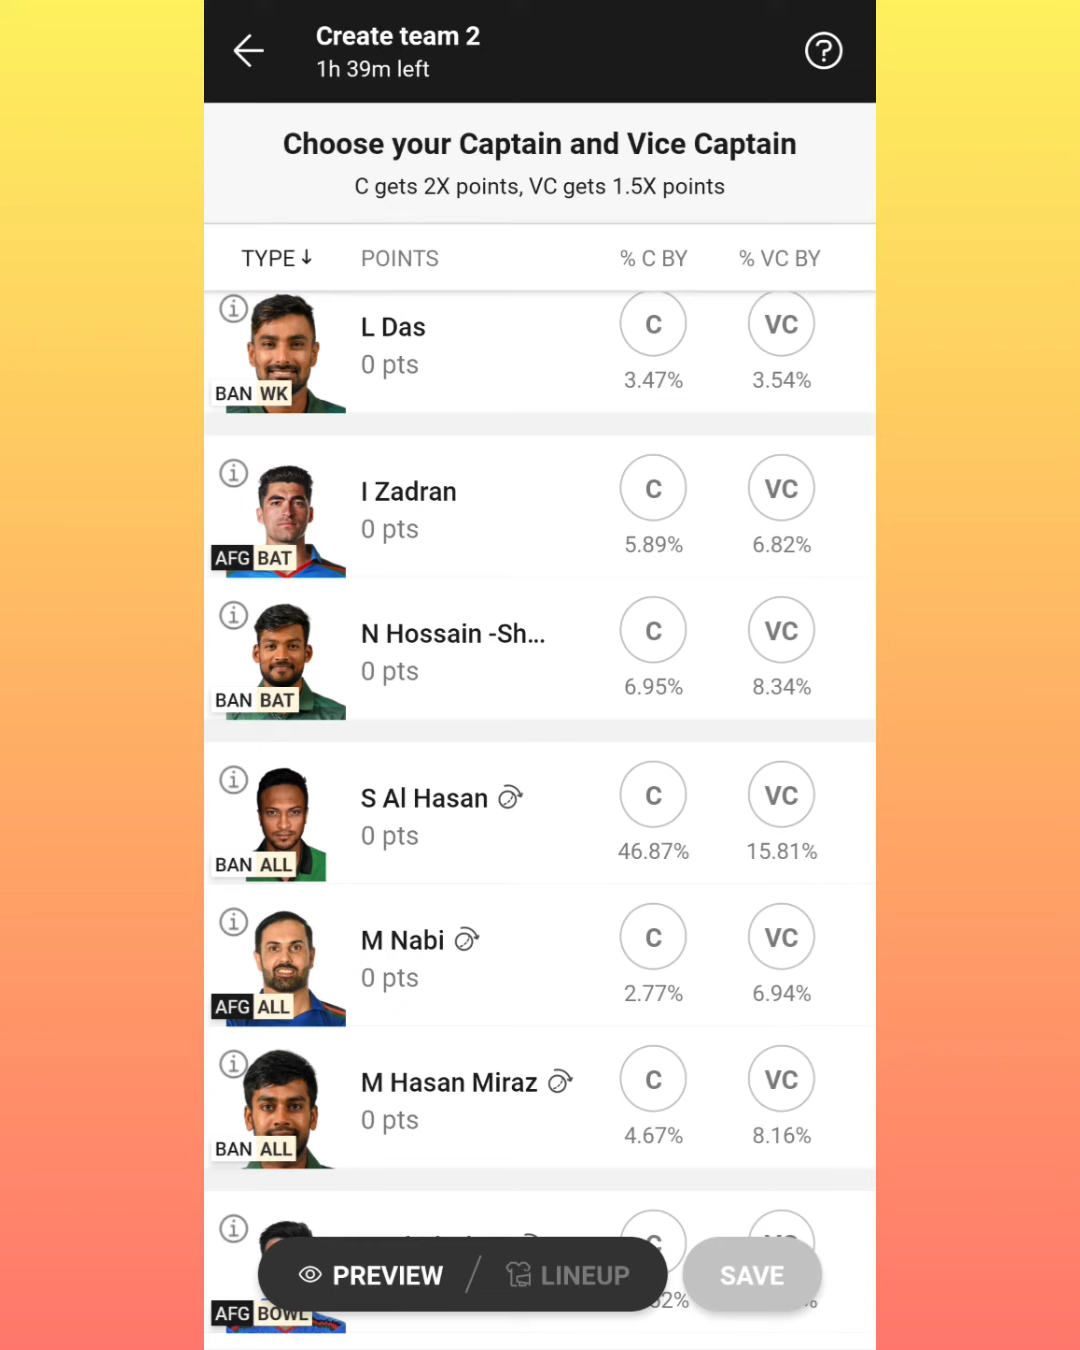 Create team 2
1h 39m left
Choose your Captain and Vice Captain
C gets 2X points, VC gets 1.5X points
TYPE↓ POINTS % C BY % VC BY
L Das
0 pts
C VC
3.47% 3.54%
BAN WK
I Zadran
0 pts
C VC
5.89% 6.82%
AFG BAT
N Hossain -Sh...
0 pts
C VC
6.95% 8.34%
BAN BAT
S Al Hasan
0 pts
C VC
46.87% 15.81%
BAN ALL
M Nabi
0 pts
C VC
2.77% 6.94%
AFG ALL
M Hasan Miraz
0 pts
C VC
4.67% 8.16%
BAN ALL
PREVIEW / LINEUP SAVE
AFG BOWL